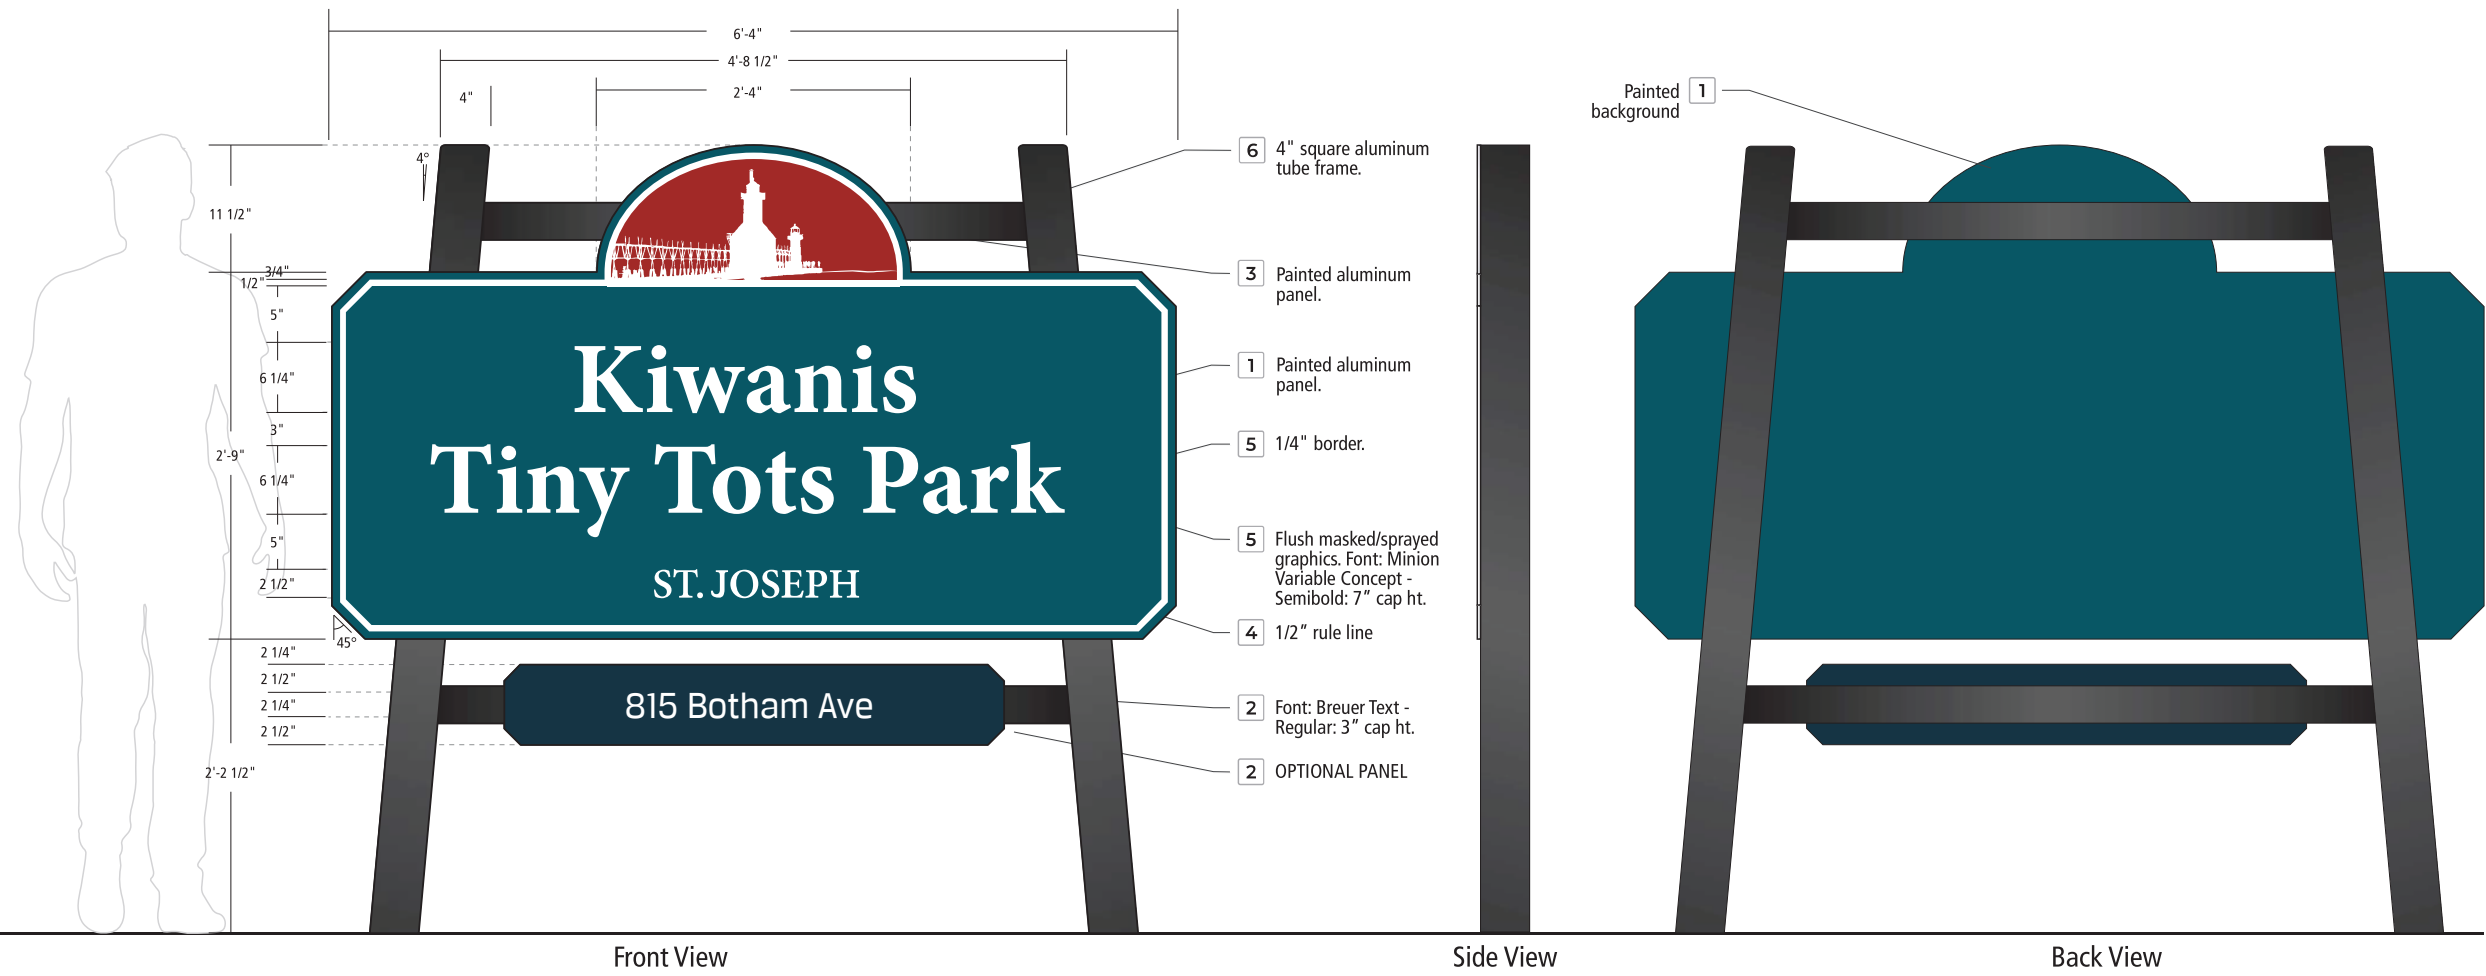 6'-4"
4'-8 1/2"
2'-4"
4"
4°
11 1/2"
3/4"
1/2"
5"
6 1/4"
3"
2'-9"
6 1/4"
5"
2 1/2"
45°
2 1/4"
2 1/2"
2 1/4"
2 1/2"
2'-2 1/2"
Kiwanis
Tiny Tots Park
ST. JOSEPH
815 Botham Ave
6 4" square aluminum
tube frame.
3 Painted aluminum
panel.
1 Painted aluminum
panel.
5 1/4" border.
5 Flush masked/sprayed
graphics. Font: Minion
Variable Concept -
Semibold: 7” cap ht.
4 1/2” rule line
2 Font: Breuer Text -
Regular: 3” cap ht.
2 OPTIONAL PANEL
Painted 1
background
Front View
Side View
Back View